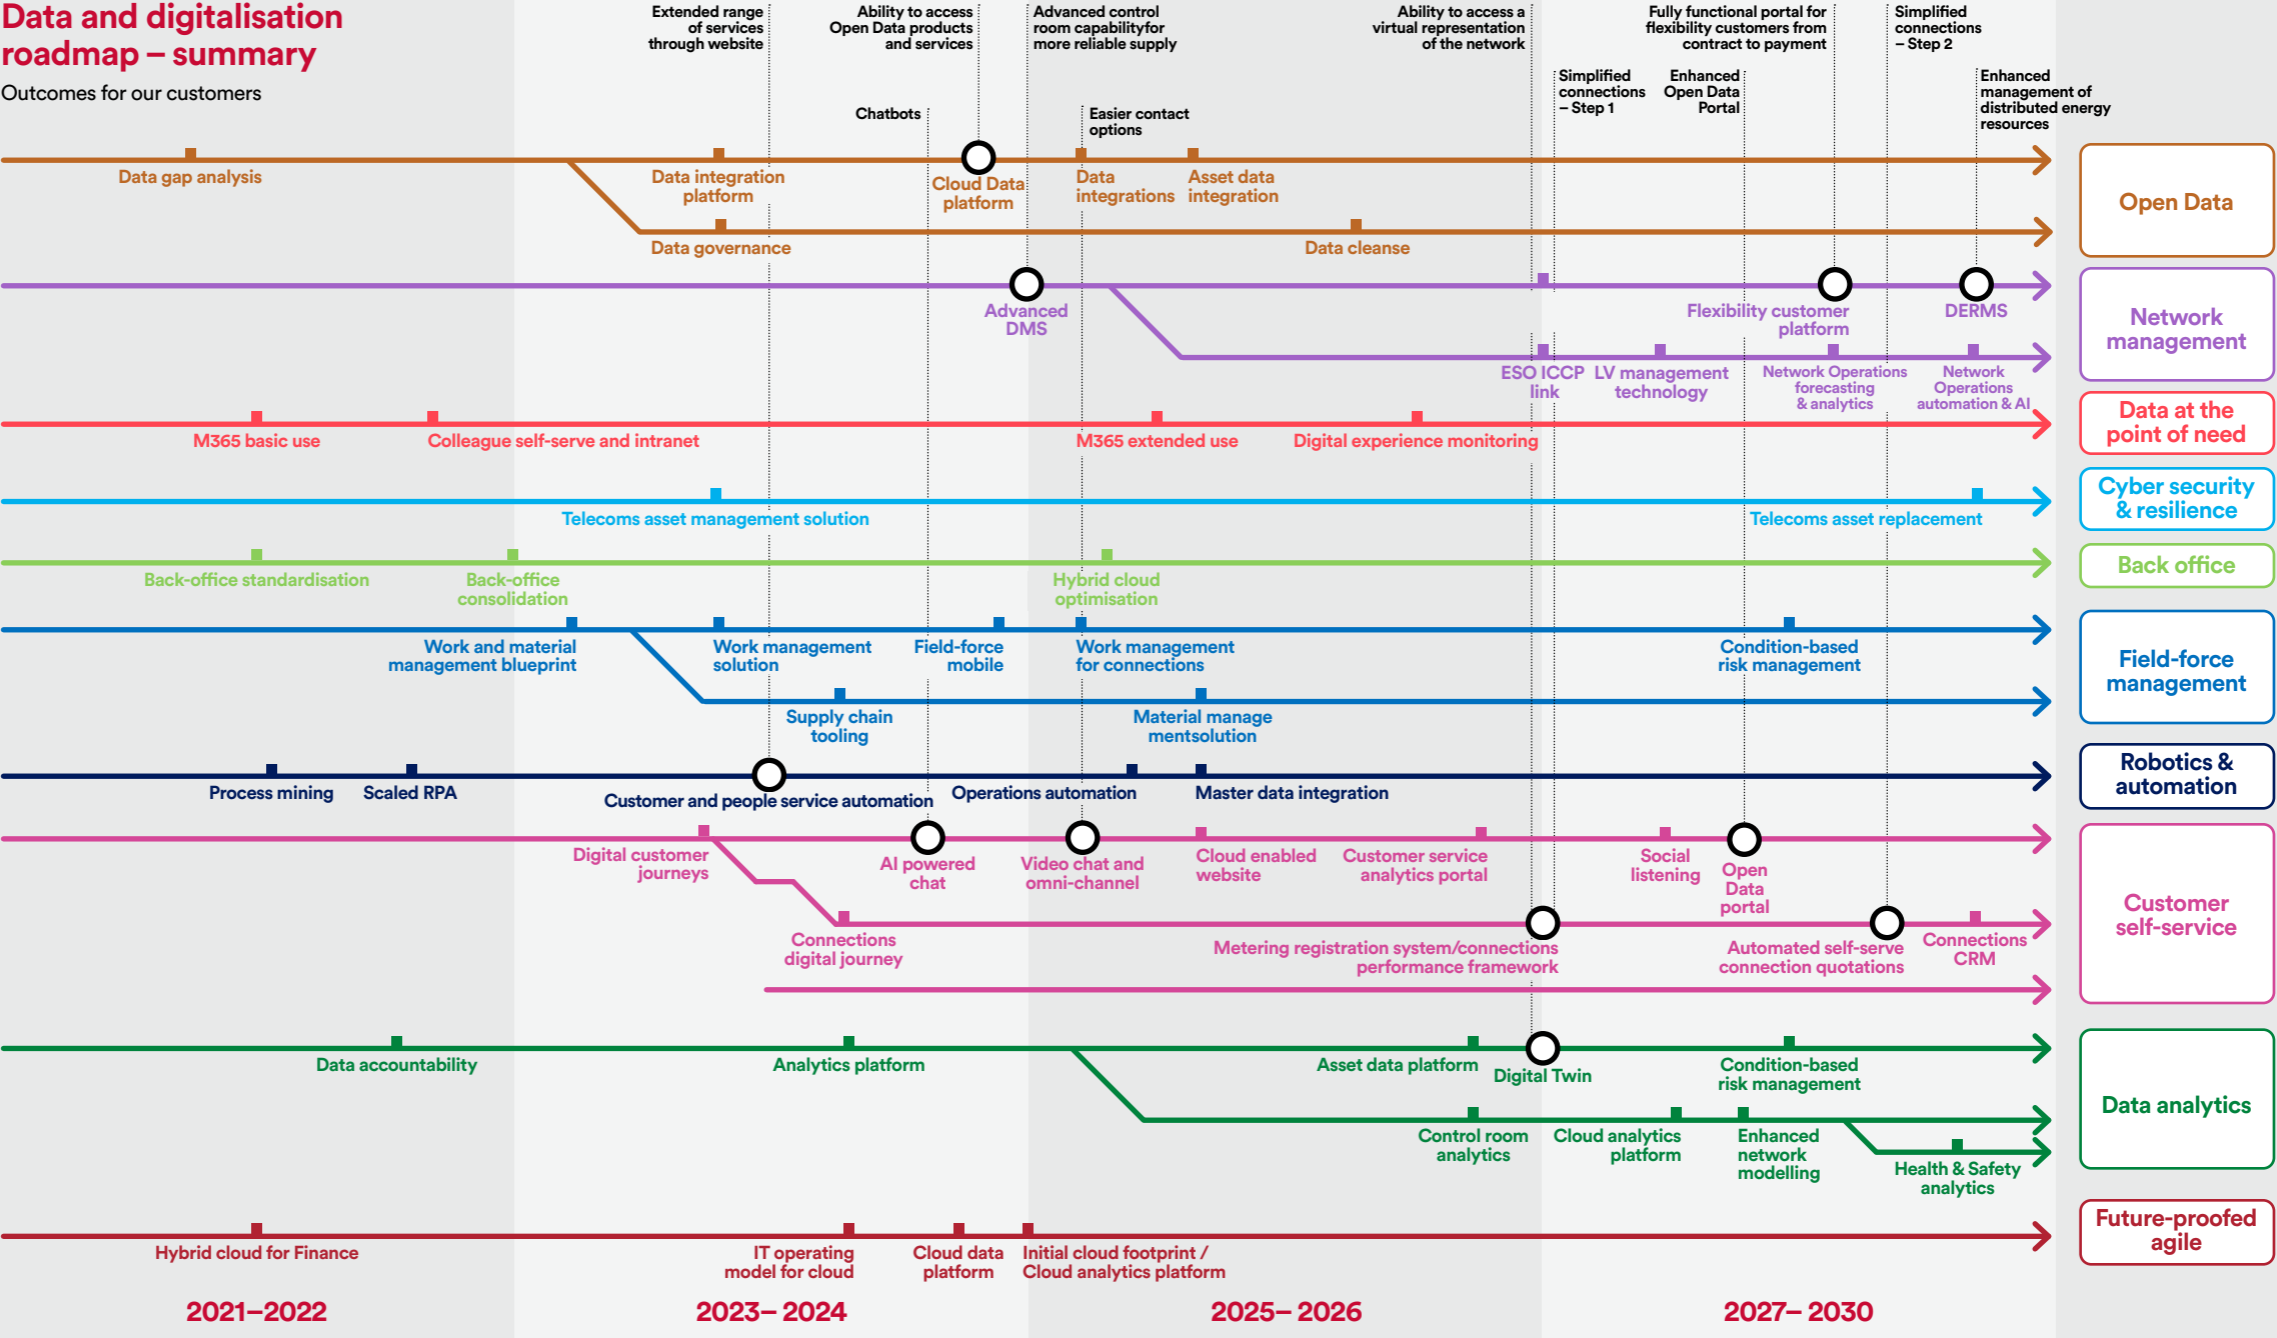 Data and digitalisation
roadmap – summary
Outcomes for our customers
Extended range
of services
through website
Ability to access
Open Data products
and services
Advanced control
room capabilityfor
more reliable supply
Ability to access a
virtual representation
of the network
Fully functional portal for
flexibility customers from
contract to payment
Simplified
connections
– Step 2
Chatbots
Easier contact
options
Simplified
connections
– Step 1
Enhanced
Open Data
Portal
Enhanced
management of
distributed energy
resources
Data gap analysis
Data integration
platform
Cloud Data
platform
Data
integrations
Asset data
integration
Data governance
Data cleanse
Open Data
Advanced
DMS
Flexibility customer
platform
DERMS
ESO ICCP
link
LV management
technology
Network Operations
forecasting
& analytics
Network
Operations
automation & AI
Network
management
M365 basic use
Colleague self-serve and intranet
M365 extended use
Digital experience monitoring
Data at the
point of need
Telecoms asset management solution
Telecoms asset replacement
Cyber security
& resilience
Back-office standardisation
Back-office
consolidation
Hybrid cloud
optimisation
Back office
Work and material
management blueprint
Work management
solution
Field-force
mobile
Work management
for connections
Condition-based
risk management
Supply chain
tooling
Material manage
mentsolution
Field-force
management
Process mining
Scaled RPA
Customer and people service automation
Operations automation
Master data integration
Robotics &
automation
Digital customer
journeys
AI powered
chat
Video chat and
omni-channel
Cloud enabled
website
Customer service
analytics portal
Social
listening
Open
Data
portal
Connections
digital journey
Metering registration system/connections
performance framework
Automated self-serve
connection quotations
Connections
CRM
Customer
self-service
Data accountability
Analytics platform
Asset data platform
Digital Twin
Condition-based
risk management
Control room
analytics
Cloud analytics
platform
Enhanced
network
modelling
Health & Safety
analytics
Data analytics
Hybrid cloud for Finance
IT operating
model for cloud
Cloud data
platform
Initial cloud footprint /
Cloud analytics platform
Future-proofed
agile
2021–2022
2023– 2024
2025– 2026
2027– 2030